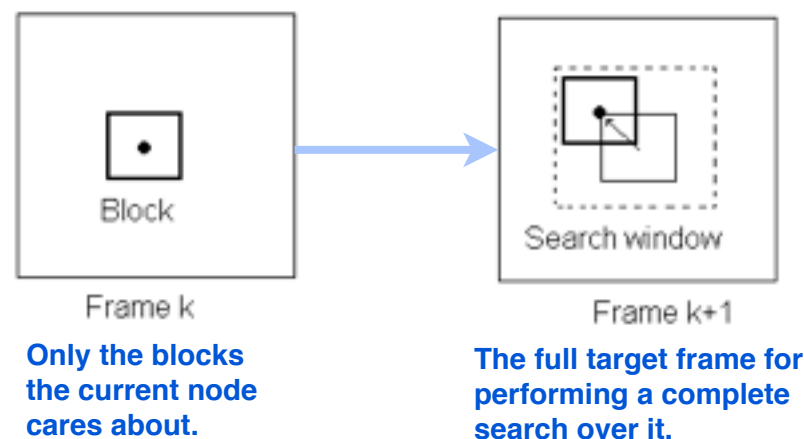 Block
Search window
Frame k
Frame k+1
Only the blocks
the current node
cares about.
The full target frame for
performing a complete
search over it.